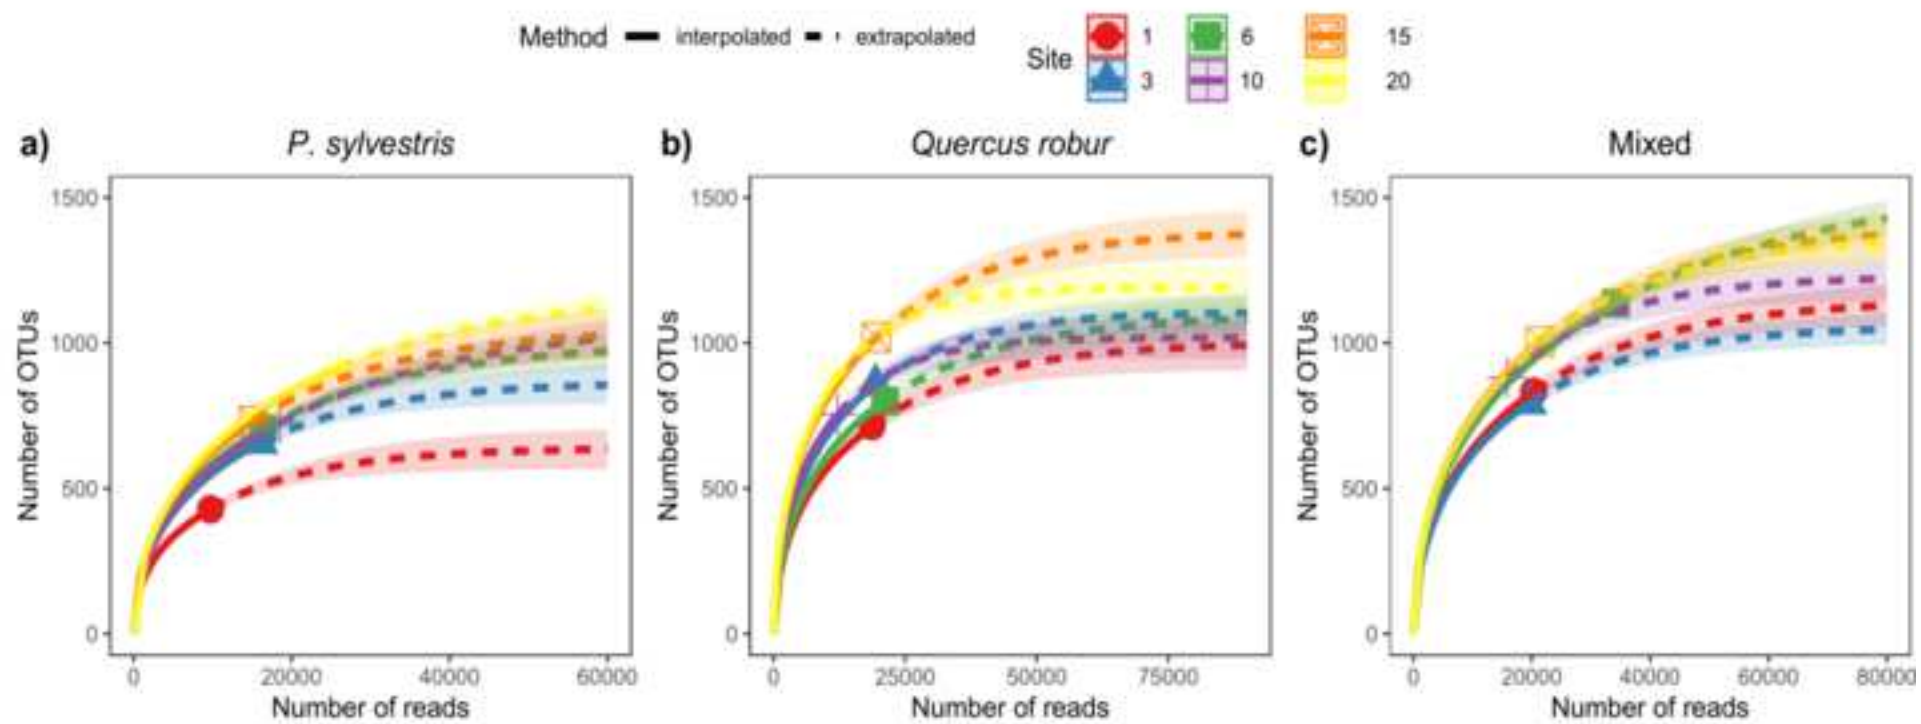 Method interpolated extrapolated
Site 1 6 15
3 10 20
a) P. sylvestris
b) Quercus robur
c) Mixed
Number of OTUs
1500
1000
500
0
0 20000 40000 60000
Number of reads
Number of OTUs
1500
1000
500
0
0 25000 50000 75000
Number of reads
Number of OTUs
1500
1000
500
0
0 20000 40000 60000 80000
Number of reads